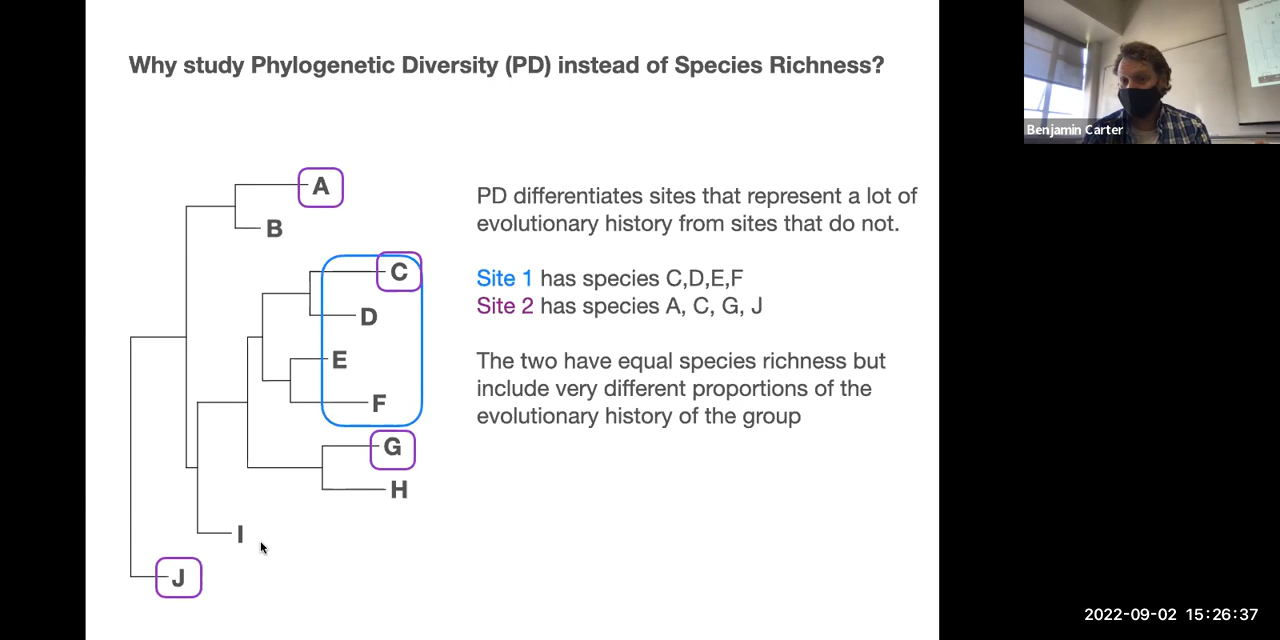 Why study Phylogenetic Diversity (PD) instead of Species Richness?
Benjamin Carter
A
B
C
D
E
F
G
H
I
J
PD differentiates sites that represent a lot of
evolutionary history from sites that do not.
Site 1 has species C,D,E,F
Site 2 has species A, C, G, J
The two have equal species richness but
include very different proportions of the
evolutionary history of the group
2022-09-02 15:26:37